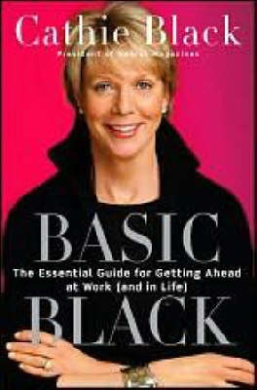 Cathie Black
President of Hearst Magazines
BASIC
The Essential Guide for Getting Ahead
at Work (and in Life)
BLACK